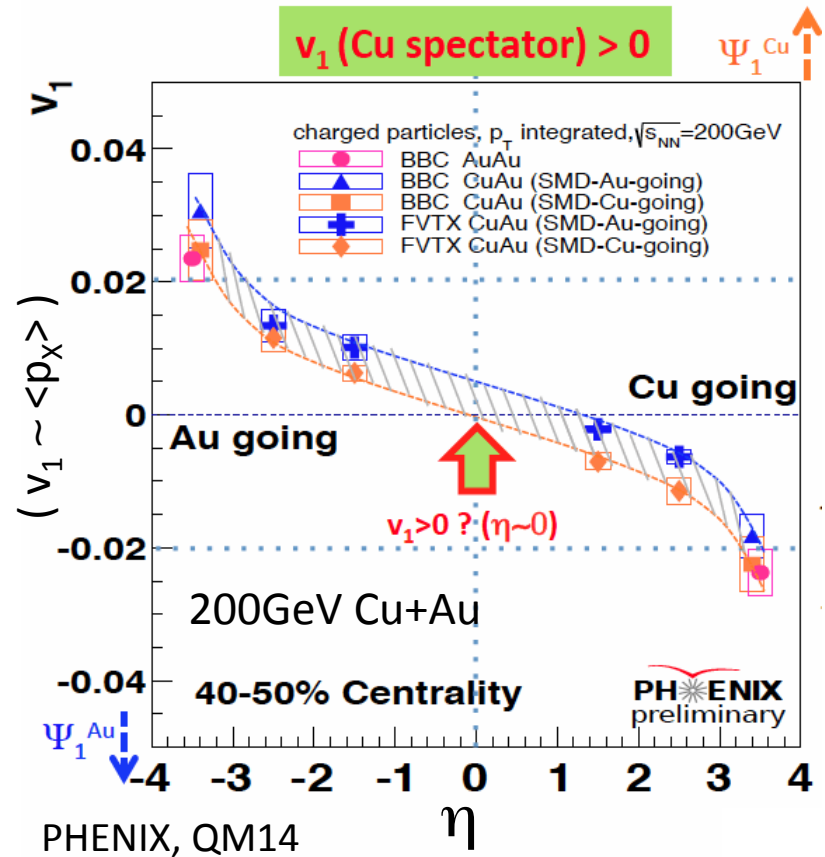 v1 (Cu spectator) > 0
Ψ1Cu
v1
charged particles, pT integrated,√sNN=200GeV
BBC AuAu
BBC CuAu (SMD-Au-going)
BBC CuAu (SMD-Cu-going)
FVTX CuAu (SMD-Au-going)
FVTX CuAu (SMD-Cu-going)
0.04
0.02
0
-0.02
-0.04
( v1 ~ <pX> )
Cu going
Au going
v1>0 ? (η~0)
200GeV Cu+Au
40-50% Centrality
PHENIX
preliminary
Ψ1Au
-4 -3 -2 -1 0 1 2 3 4
η
PHENIX, QM14